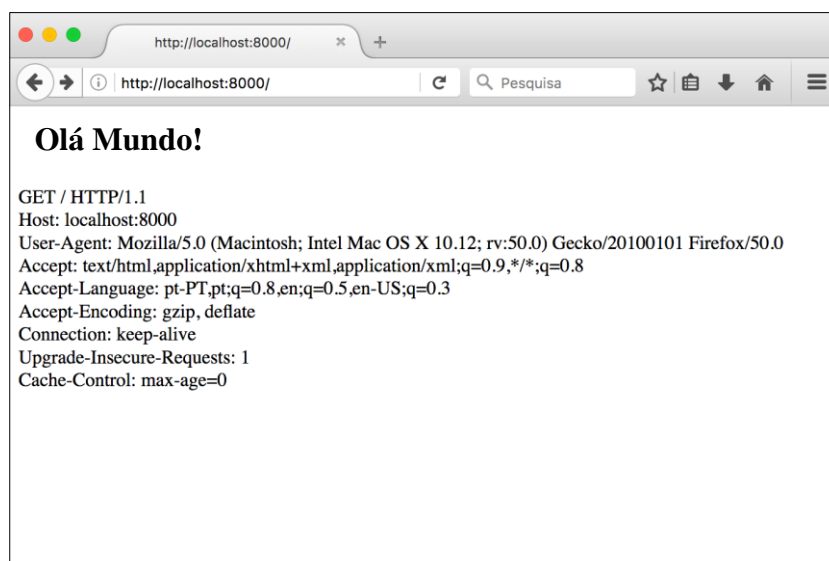 http://localhost:8000/
http://localhost:8000/
Pesquisa
Olá Mundo!
GET / HTTP/1.1
Host: localhost:8000
User-Agent: Mozilla/5.0 (Macintosh; Intel Mac OS X 10.12; rv:50.0) Gecko/20100101 Firefox/50.0
Accept: text/html,application/xhtml+xml,application/xml;q=0.9,*/*;q=0.8
Accept-Language: pt-PT,pt;q=0.8,en;q=0.5,en-US;q=0.3
Accept-Encoding: gzip, deflate
Connection: keep-alive
Upgrade-Insecure-Requests: 1
Cache-Control: max-age=0